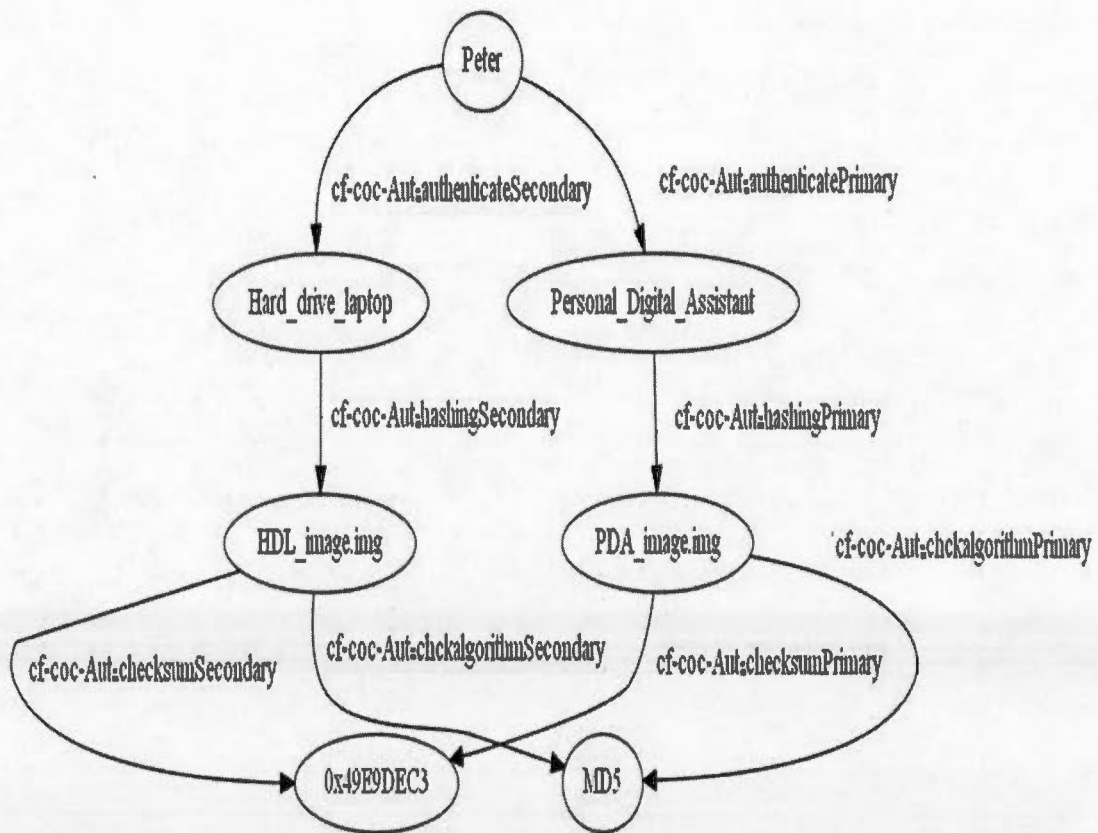 Peter
cf-coc-Aut:authenticateSecondary
cf-coc-Aut:authenticatePrimary
Hard_drive_laptop
Personal_Digital_Assistant
cf-coc-Aut:hashingSecondary
cf-coc-Aut:hashingPrimary
HDL_image.img
PDA_image.img
cf-coc-Aut:chckalgorithmPrimary
cf-coc-Aut:checksumSecondary
cf-coc-Aut:chckalgorithmSecondary
cf-coc-Aut:checksumPrimary
0x49E9DEC3
MD5